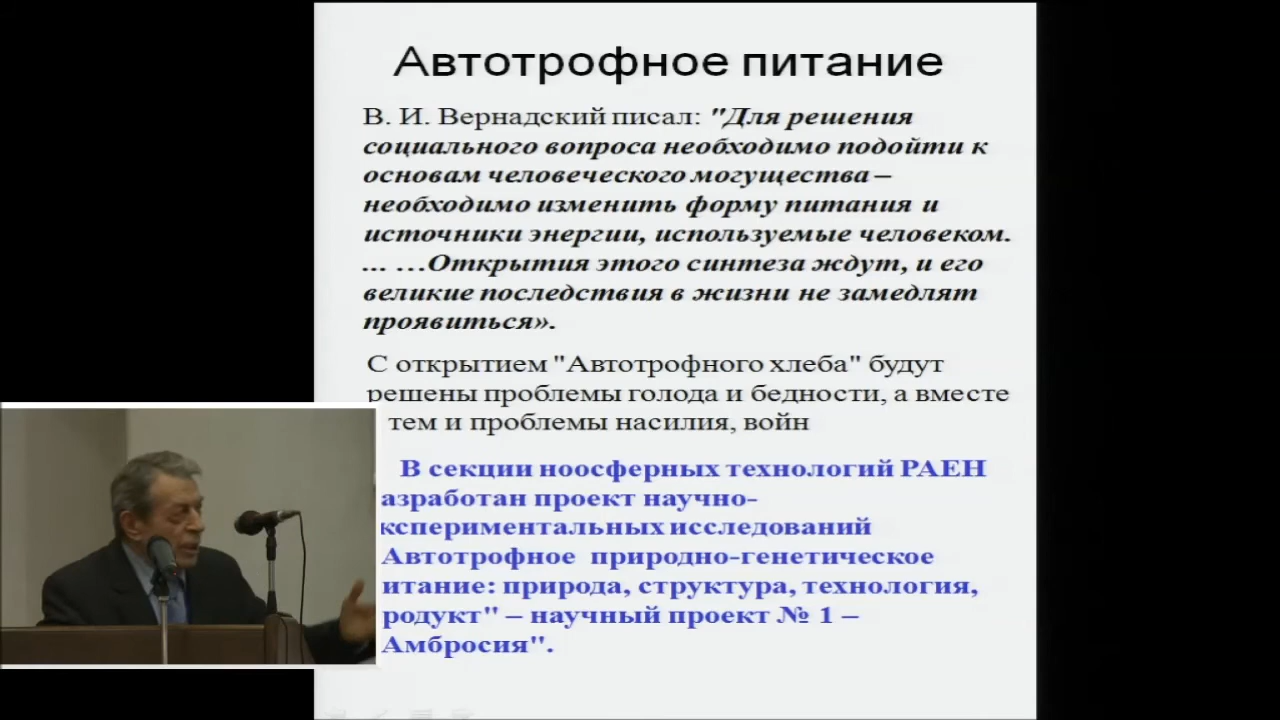 Автотрофное питание
В. И. Вернадский писал: "Для решения
социального вопроса необходимо подойти к
основам человеческого могущества –
необходимо изменить форму питания и
источники энергии, используемые человеком.
... …Открытия этого синтеза ждут, и его
великие последствия в жизни не замедлят
проявиться».
С открытием "Автотрофного хлеба" будут
решены проблемы голода и бедности, а вместе
тем и проблемы насилия, войн
В секции ноосферных технологий РАЕН
азработан проект научно-
кспериментальных исследований
Автотрофное природно-генетическое
итание: природа, структура, технология,
родукт" – научный проект № 1 –
Амбросия".